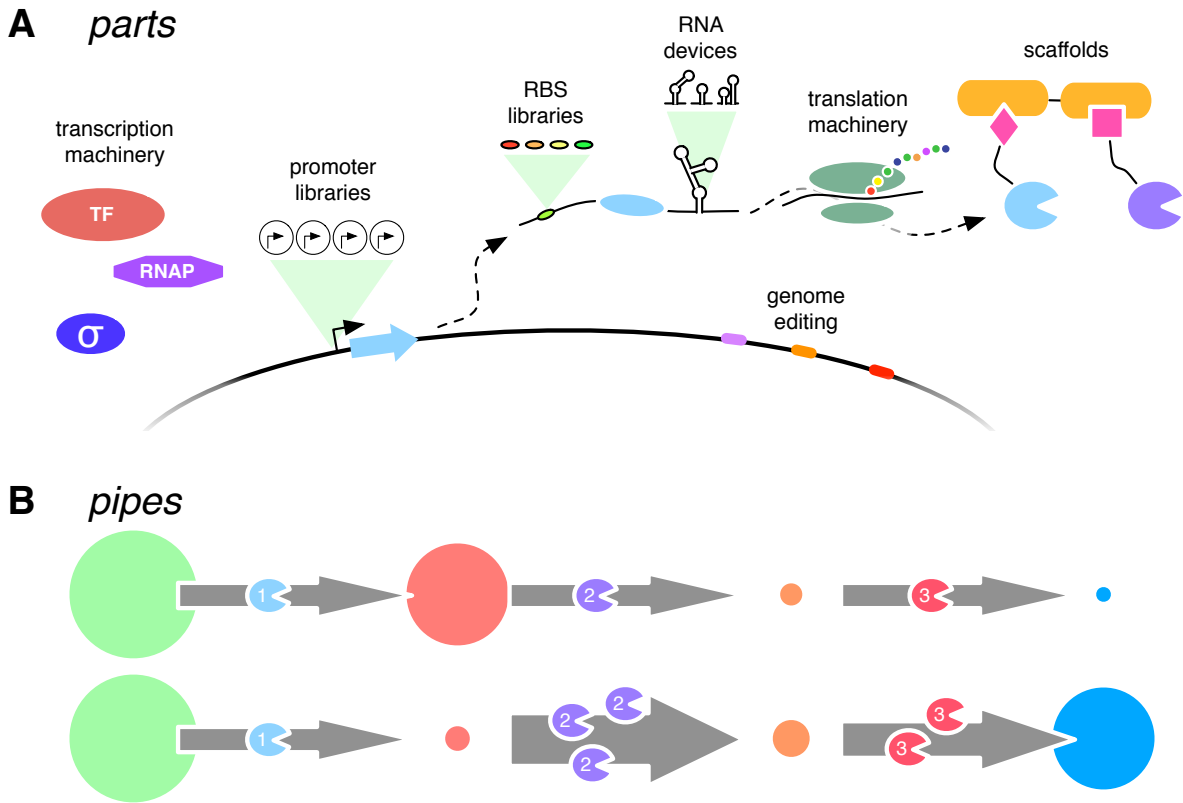 A parts
transcription
machinery
TF
RNAP
σ
promoter
libraries
RBS
libraries
RNA
devices
translation
machinery
scaffolds
genome
editing
B pipes
1
2
3
1
2
2
2
3
3